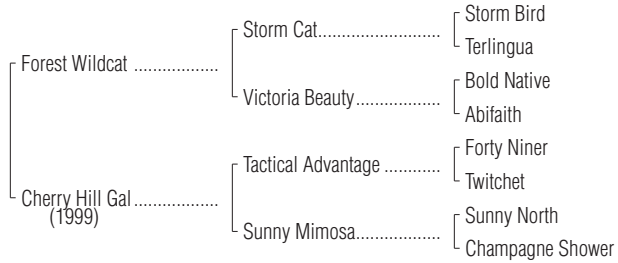 Storm Bird
Storm Cat..........................
Terlingua
Forest Wildcat ..................
Bold Native
Victoria Beauty..................
Abifaith
Forty Niner
Tactical Advantage ............
Twitchet
Cherry Hill Gal..................
(1999)
Sunny North
Sunny Mimosa..................
Champagne Shower